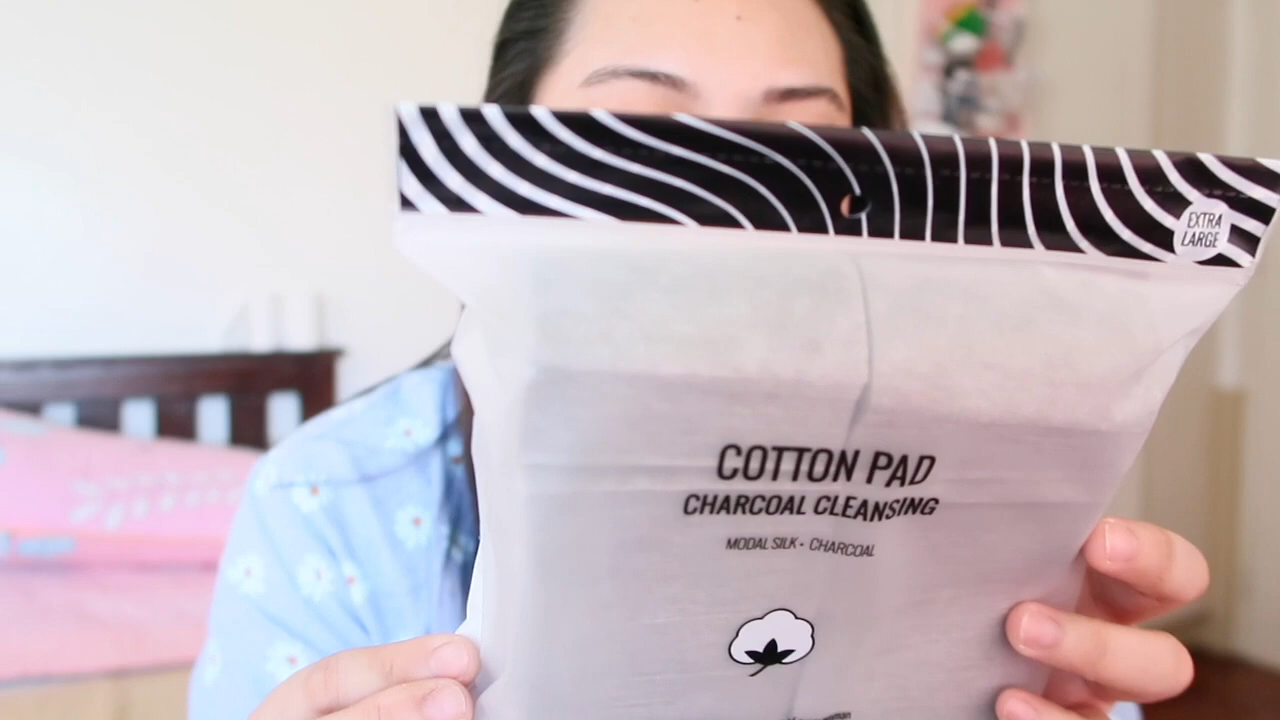 EXTRA
LARGE
COTTON PAD
CHARCOAL CLEANSING
MODAL SILK • CHARCOAL